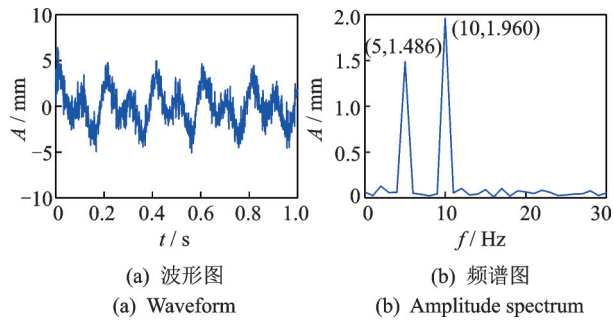 10
5
0
−5
−10
A / mm
0
0.2
0.4
0.6
0.8
1.0
t / s
(a) 波形图
(a) Waveform
2.0
1.5
1.0
0.5
0
A / mm
(5,1.486)
(10,1.960)
0
10
20
30
f / Hz
(b) 频谱图
(b) Amplitude spectrum